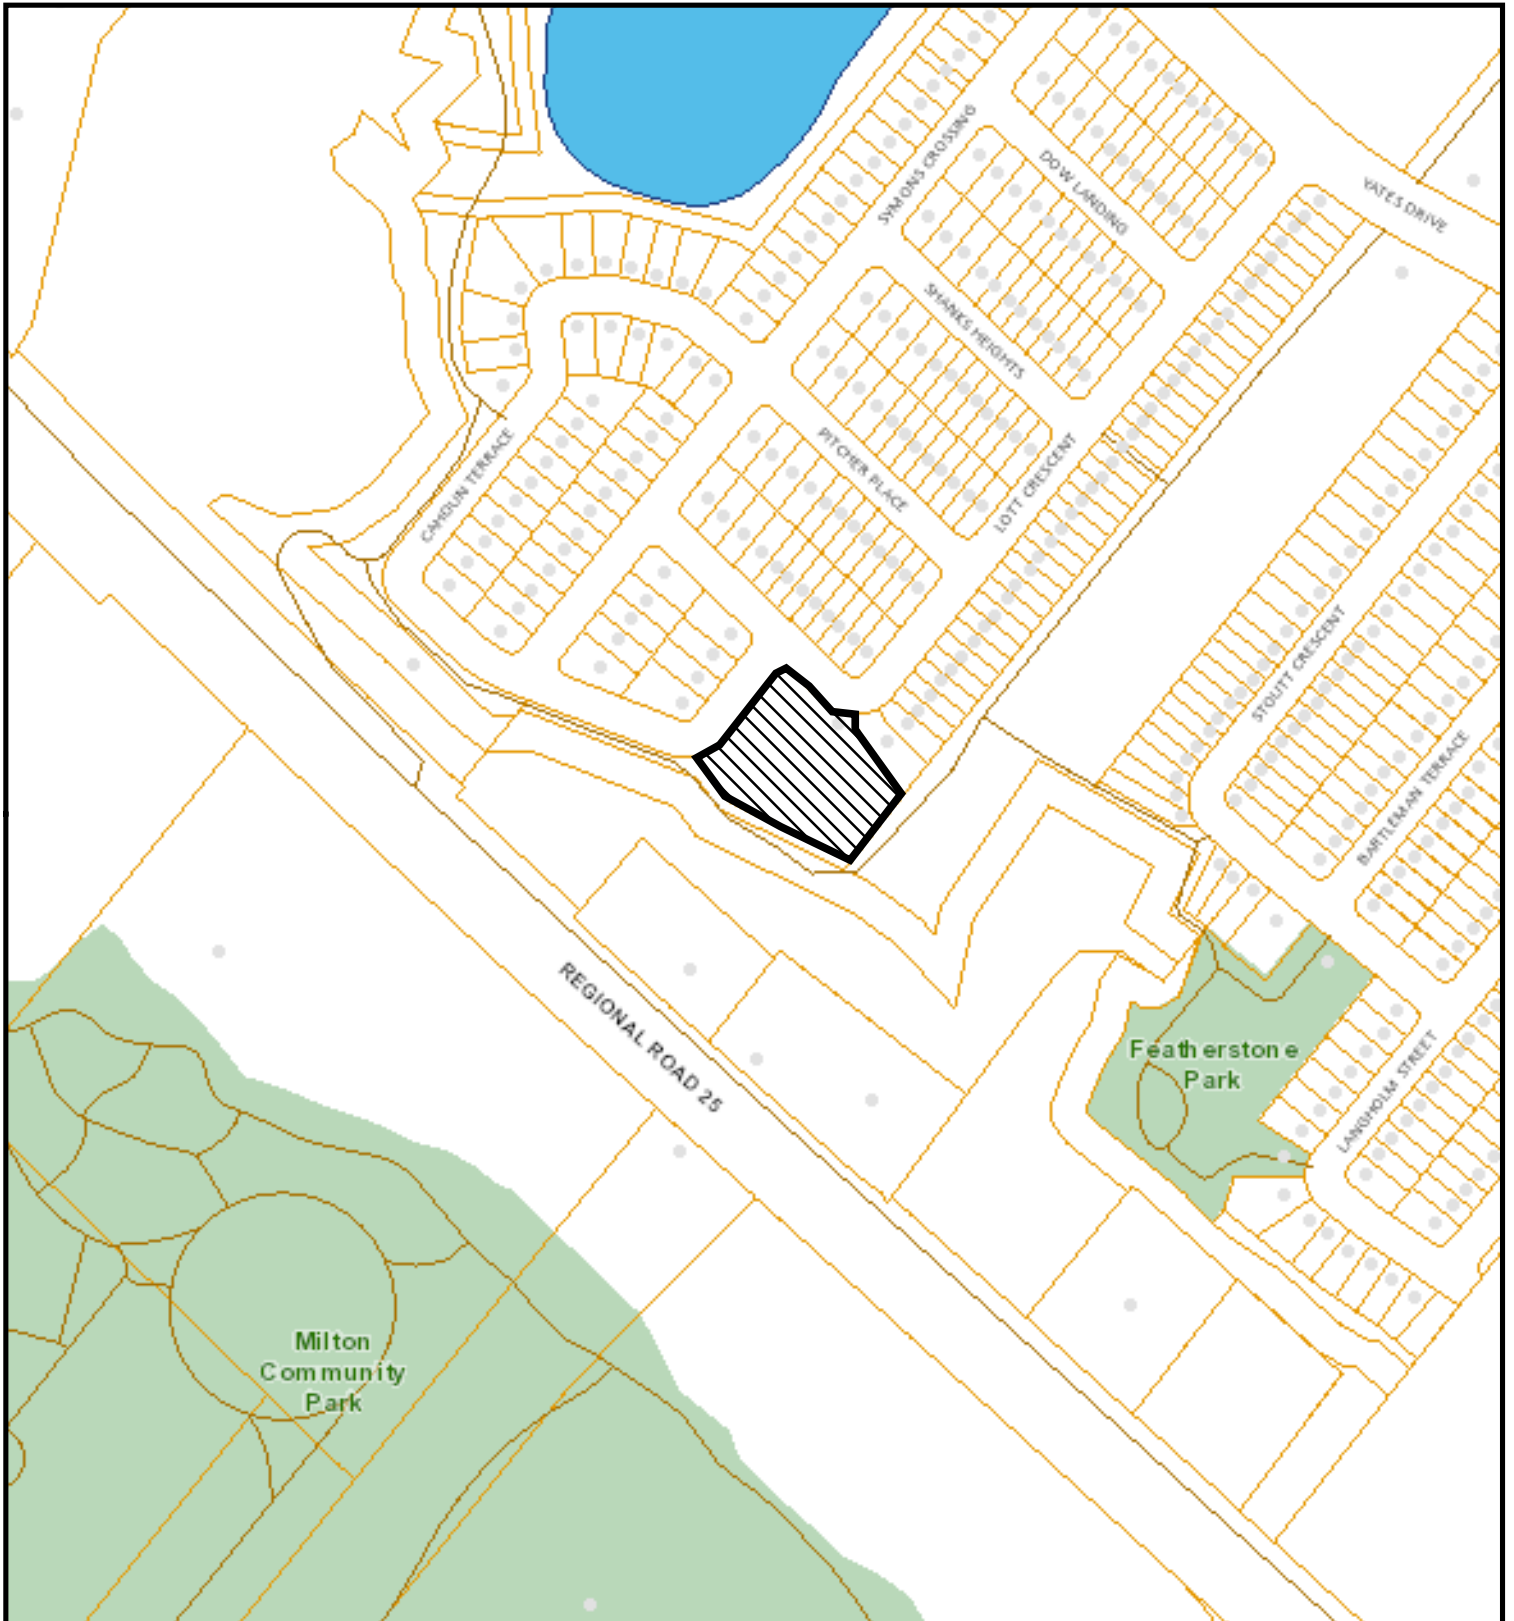 SYMONS CROSSING
DOW LANDING
YATES DRIVE
SHANKS HEIGHTS
CAHOUN TERRACE
PITCHER PLACE
LOTT CRESCENT
STOUTT CRESCENT
BARTLEMAN TERRACE
REGIONAL ROAD 25
Featherstone
Park
LANGHOLM STREET
Milton
Community
Park